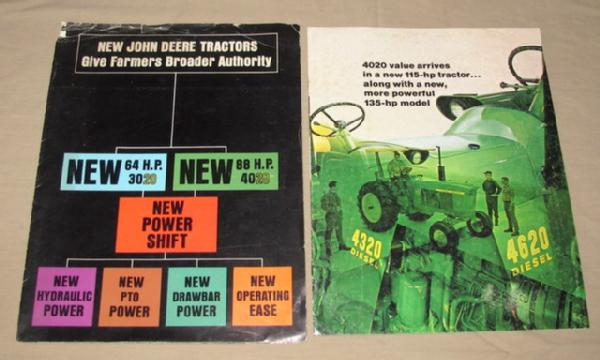 NEW JOHN DEERE TRACTORS
Give Farmers Broader Authority
NEW 64 H.P. 3020
NEW 88 H.P. 4020
NEW
POWER
SHIFT
NEW
HYDRAULIC
POWER
NEW
PTO
POWER
NEW
DRAWBAR
POWER
NEW
OPERATING
EASE
4020 value arrives
in a new 115-hp tractor...
along with a new,
more powerful
135-hp model
4320
DIESEL
4620
DIESEL